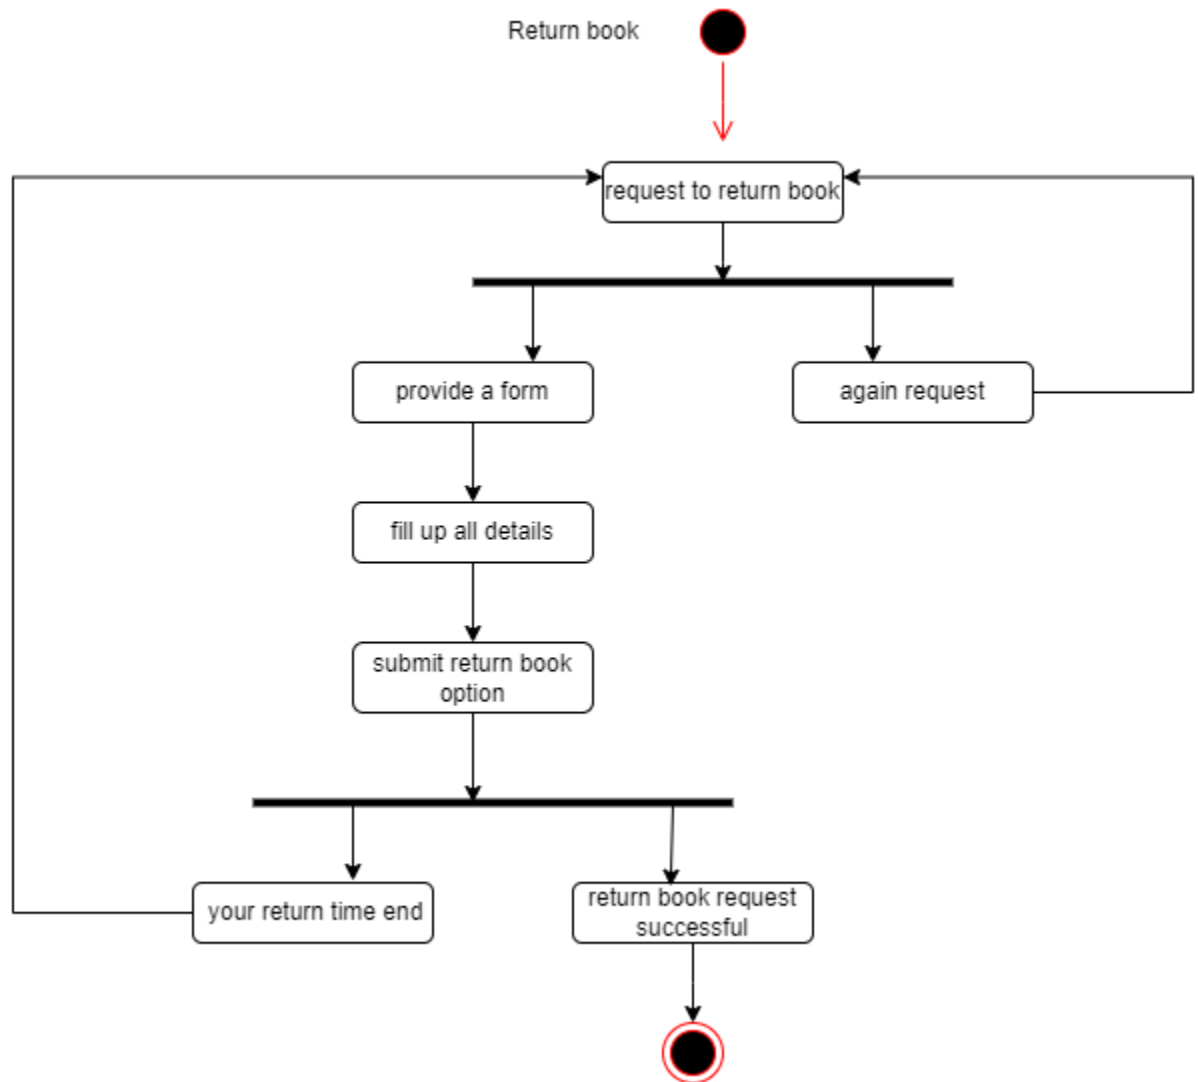 Return book
request to return book
provide a form
again request
fill up all details
submit return book
option
your return time end
return book request
successful